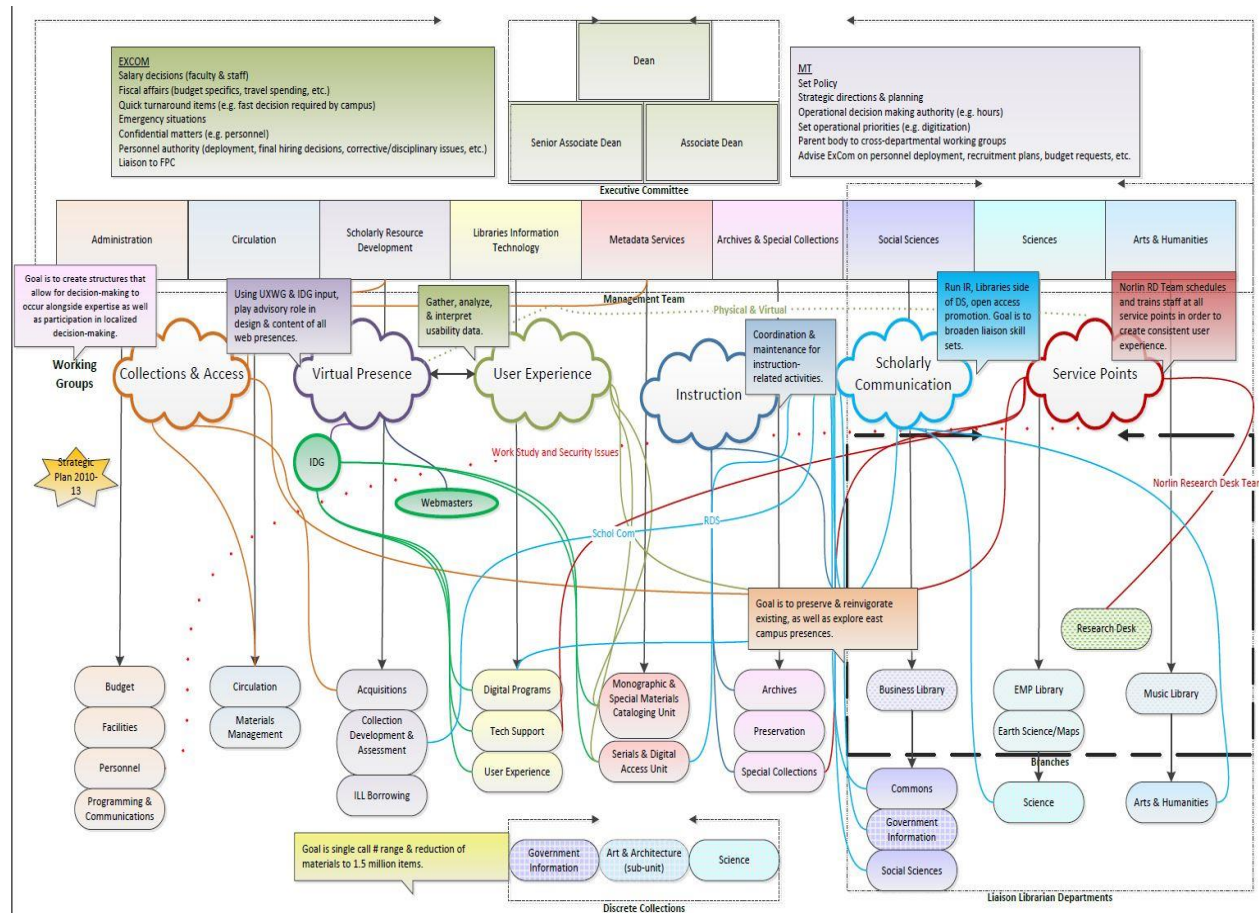 Dean
Senior Associate Dean
Associate Dean
Executive Committee
EXCOM
Salary decisions (faculty & staff)
Fiscal affairs (budget specifics, travel spending, etc.)
Quick turnaround items (e.g. fast decision required by campus)
Emergency situations
Confidential matters (e.g. personnel)
Personnel authority (deployment, final hiring decisions, corrective/disciplinary issues, etc.)
Liaison to FPC
MT
Set Policy
Strategic directions & planning
Operational decision making authority (e.g. hours)
Set operational priorities (e.g. digitization)
Parent body to cross-departmental working groups
Advise ExCom on personnel deployment, recruitment plans, budget requests, etc.
Administration
Circulation
Scholarly Resource
Development
Libraries Information
Technology
Metadata Services
Archives & Special Collections
Social Sciences
Sciences
Arts & Humanities
Management Team
Goal is to create structures that
allow for decision-making to
occur alongside expertise as well
as participation in localized
decision-making.
Using UXWG & IDG input,
play advisory role in
design & content of all
web presences.
Gather, analyze,
& interpret
usability data.
Physical & Virtual
Coordination &
maintenance for
instruction-
related activities.
Run IR, Libraries side
of DS, open access
promotion. Goal is to
broaden liaison skill
sets.
Norlin RD Team schedules
and trains staff at all
service points in order to
create consistent user
experience.
Working
Groups
Collections & Access
Virtual Presence
User Experience
Instruction
Scholarly
Communication
Service Points
Strategic
Plan 2010-
13
IDG
Webmasters
Work Study and Security Issues
Schol Com
RDS
Norlin Research Desk Team
Goal is to preserve & reinvigorate
existing, as well as explore east
campus presences.
Research Desk
Budget
Facilities
Personnel
Programming &
Communications
Circulation
Materials
Management
Acquisitions
Collection
Development &
Assessment
ILL Borrowing
Digital Programs
Tech Support
User Experience
Monographic &
Special Materials
Cataloging Unit
Serials & Digital
Access Unit
Archives
Preservation
Special Collections
Business Library
EMP Library
Earth Science/Maps
Music Library
Branches
Commons
Government
Information
Social Sciences
Science
Arts & Humanities
Goal is single call # range & reduction of
materials to 1.5 million items.
Government
Information
Art & Architecture
(sub-unit)
Science
Discrete Collections
Liaison Librarian Departments